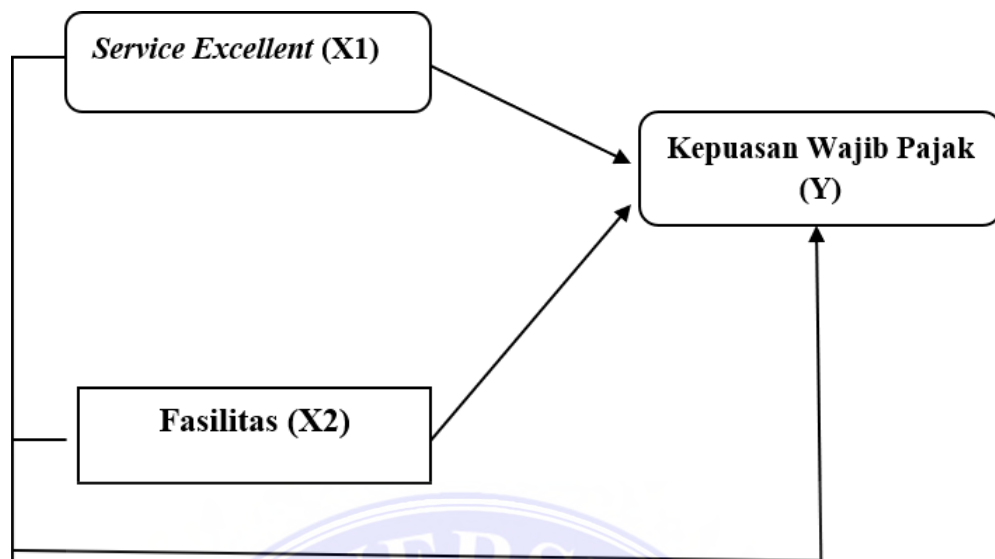 Service Excellent (X1)
Kepuasan Wajib Pajak
(Y)
Fasilitas (X2)